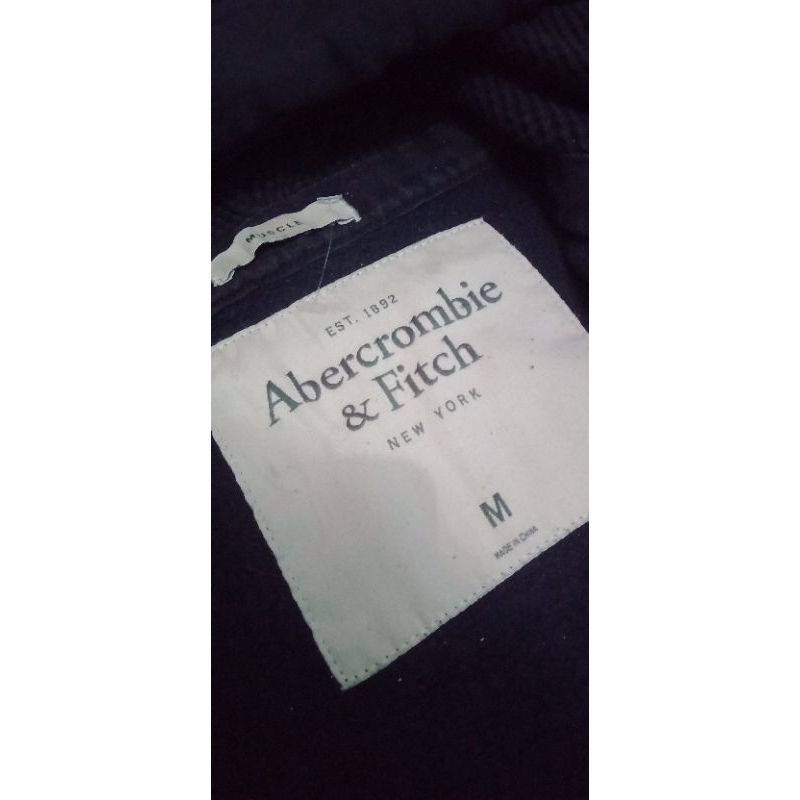 MUSCLE
EST. 1892
Abercrombie
& Fitch
NEW YORK
M
MADE IN CHINA